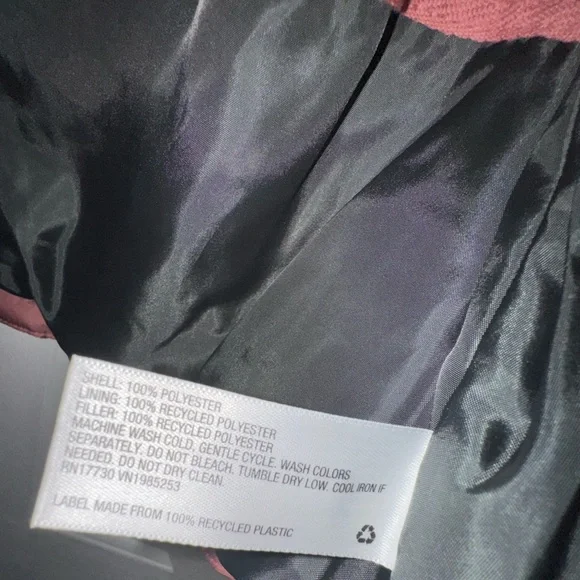 SHELL: 100% POLYESTER
LINING: 100% RECYCLED POLYESTER
FILLER: 100% RECYCLED POLYESTER
MACHINE WASH COLD, GENTLE CYCLE. WASH COLORS
SEPARATELY. DO NOT BLEACH. TUMBLE DRY LOW. COOL IRON IF
NEEDED. DO NOT DRY CLEAN.
RN17730 VN1985253
LABEL MADE FROM 100% RECYCLED PLASTIC